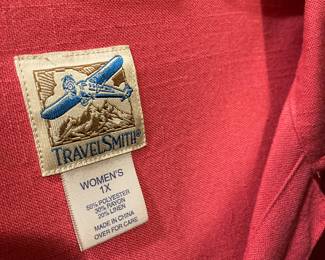 TRAVELSMITH®
WOMEN'S
1X
50% POLYESTER
30% RAYON
20% LINEN
MADE IN CHINA
OVER FOR CARE